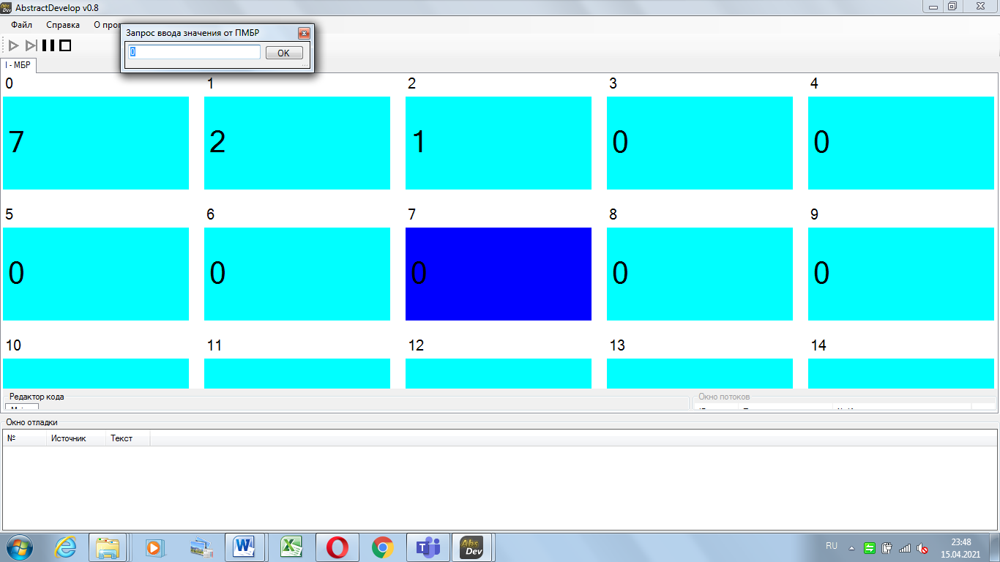 AbstractDevelop v0.8
Файл Справка О прог
Запрос ввода значения от ПМБР
0 OK
I - МБР
0 1 2 3 4
7 2 1 0 0
5 6 7 8 9
0 0 0 0 0
10 11 12 13 14
Редактор кода Окно потоков
Окно отладки
№ Источник Текст
Abs Dev
RU 23:48
15.04.2021